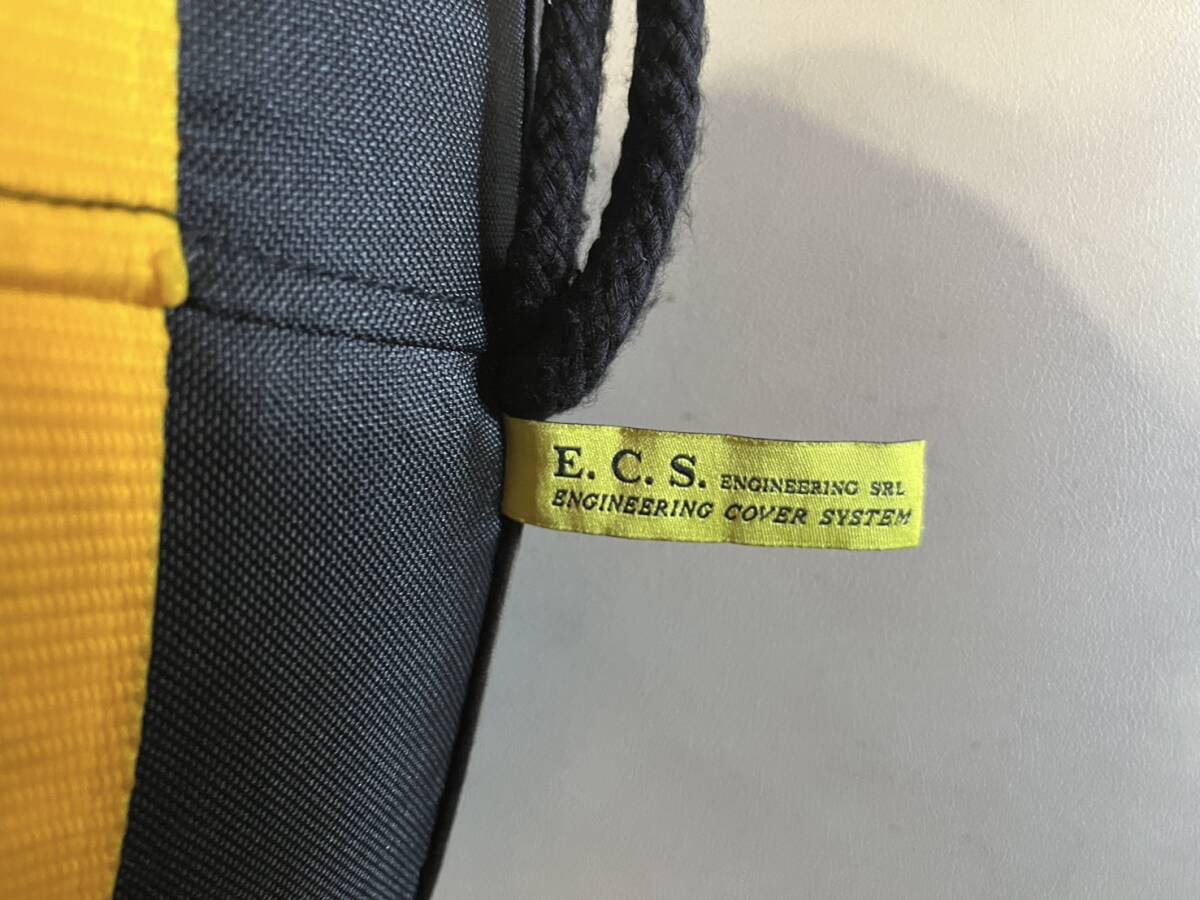 E. C. S. ENGINEERING SRL
ENGINEERING COVER SYSTEM